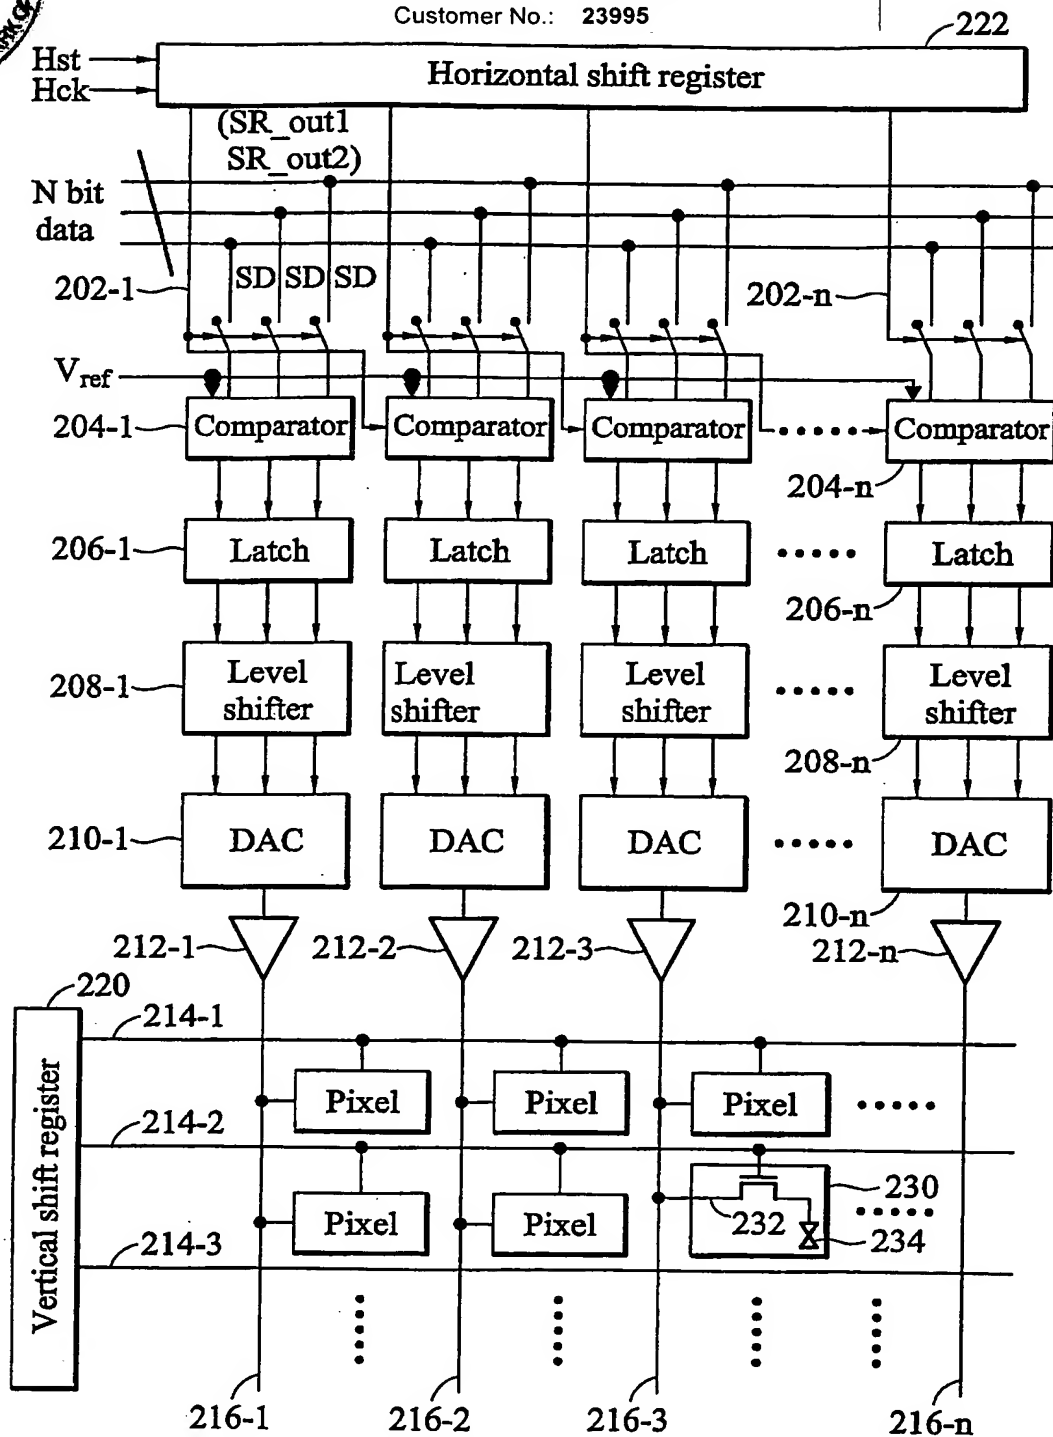 Customer No.: 23995
222
Hst
Hck
Horizontal shift register
(SR_out1
SR_out2)
N bit
data
SD SD SD
202-1
202-n
Vref
204-1
Comparator
Comparator
Comparator
Comparator
204-n
206-1
Latch
Latch
Latch
Latch
206-n
208-1
Level
shifter
Level
shifter
Level
shifter
Level
shifter
208-n
210-1
DAC
DAC
DAC
DAC
210-n
212-1
212-2
212-3
212-n
220
Vertical shift register
214-1
Pixel
Pixel
Pixel
214-2
Pixel
Pixel
230
232
234
214-3
216-1
216-2
216-3
216-n